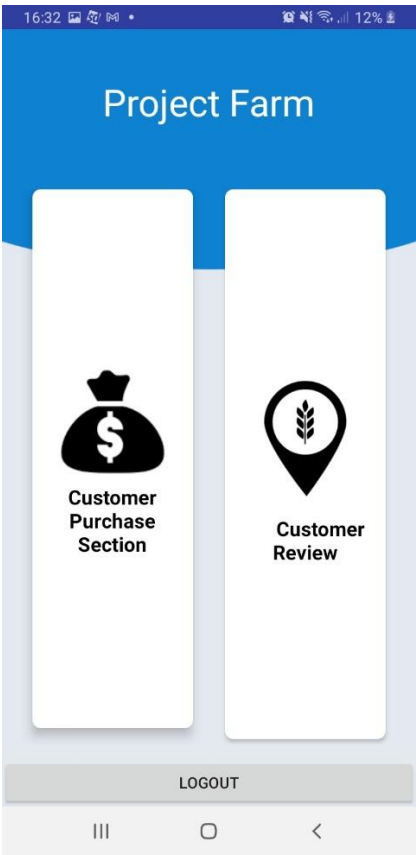 16:32
12%
Project Farm
$
Customer
Purchase
Section
Customer
Review
LOGOUT